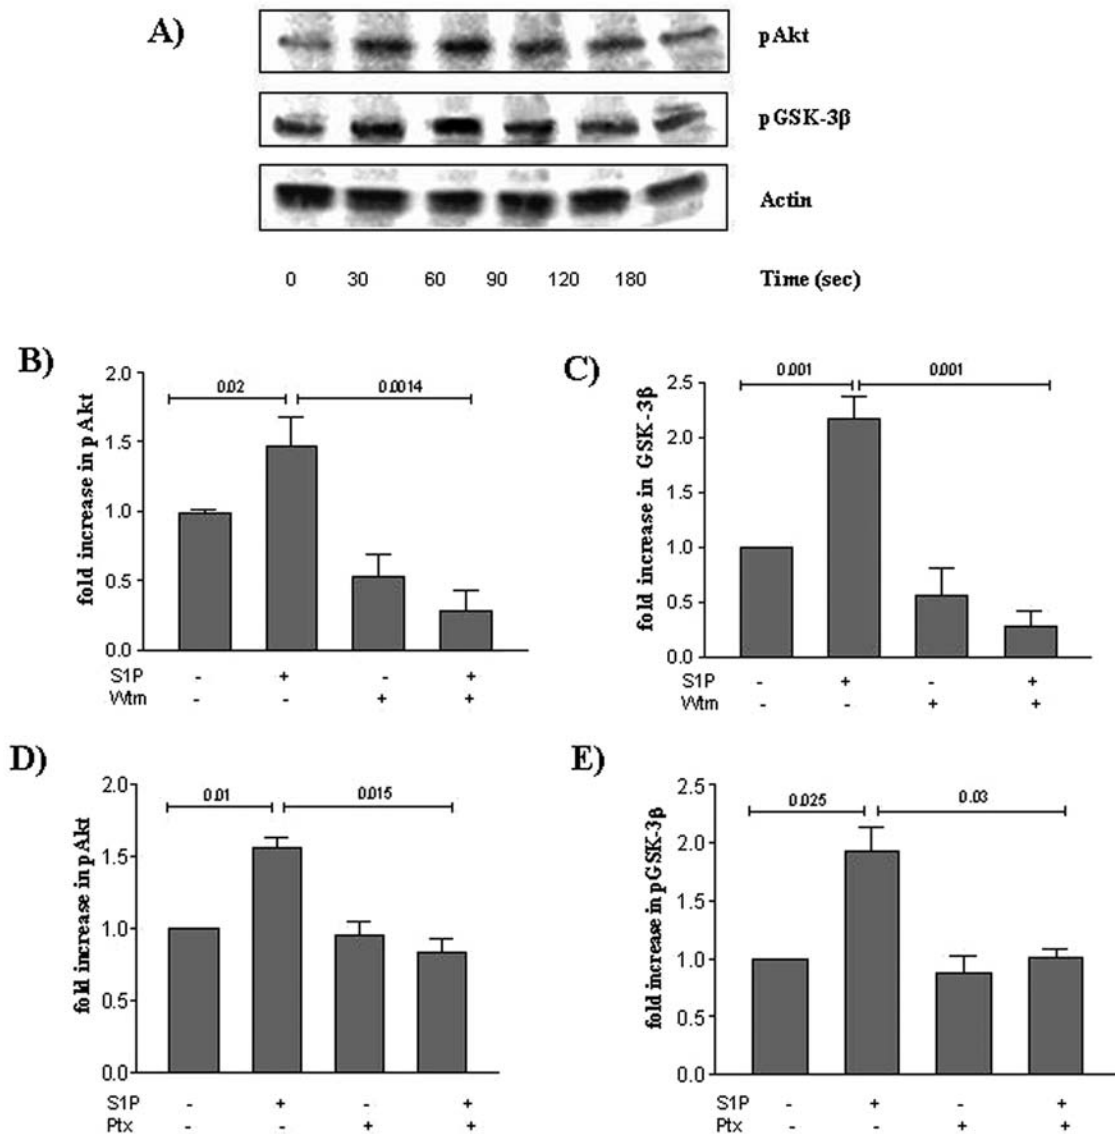 A)
pAkt
pGSK-3β
Actin
0 30 60 90 120 180 Time (sec)
B)
fold increase in pAkt
2.0
1.5
1.0
0.5
0.0
0.02 0.0014
S1P - + - +
Wtm - - + +
C)
fold increase in GSK-3β
2.5
2.0
1.5
1.0
0.5
0.0
0.001 0.001
S1P - + - +
Wtm - - + +
D)
fold increase in pAkt
2.0
1.5
1.0
0.5
0.0
0.01 0.015
S1P - + - +
Ptx - - + +
E)
fold increase in pGSK-3β
2.5
2.0
1.5
1.0
0.5
0.0
0.025 0.03
S1P - + - +
Ptx - - + +